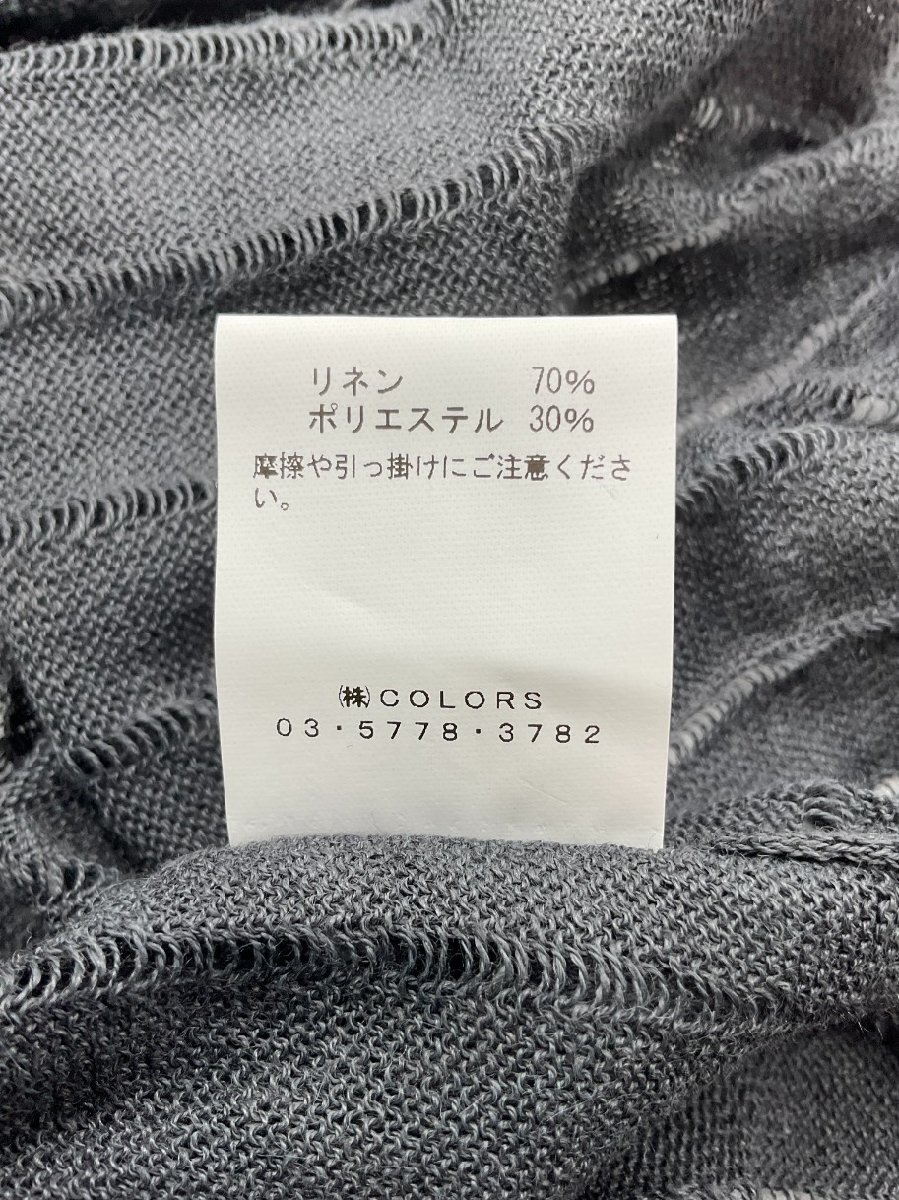 リネン 70%
ポリエステル 30%
摩擦や引っ掛けにご注意くださ
い。
㈱COLORS
03・5778・3782